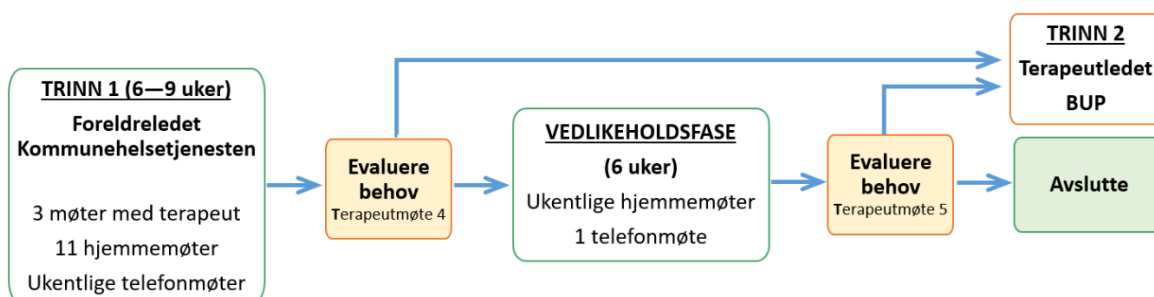 TRINN 1 (6—9 uker)
Foreldreledet
Kommunehelsetjenesten
3 møter med terapeut
11 hjemmemøter
Ukentlige telefonmøter
Evaluere
behov
Terapeutmøte 4
VEDLIKEHOLDSFASE
(6 uker)
Ukentlige hjemmemøter
1 telefonmøte
Evaluere
behov
Terapeutmøte 5
TRINN 2
Terapeutledet
BUP
Avslutte